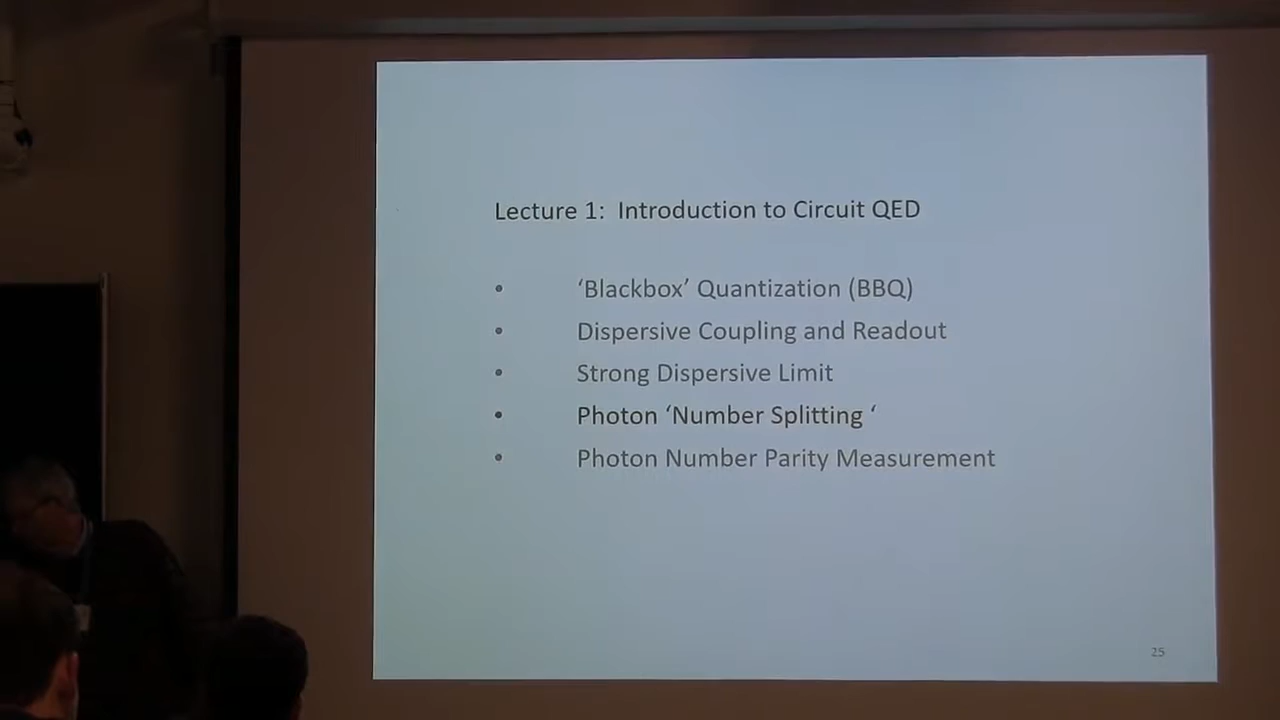 Lecture 1:  Introduction to Circuit QED
• ‘Blackbox’ Quantization (BBQ)
• Dispersive Coupling and Readout
• Strong Dispersive Limit
• Photon ‘Number Splitting ‘
• Photon Number Parity Measurement
25